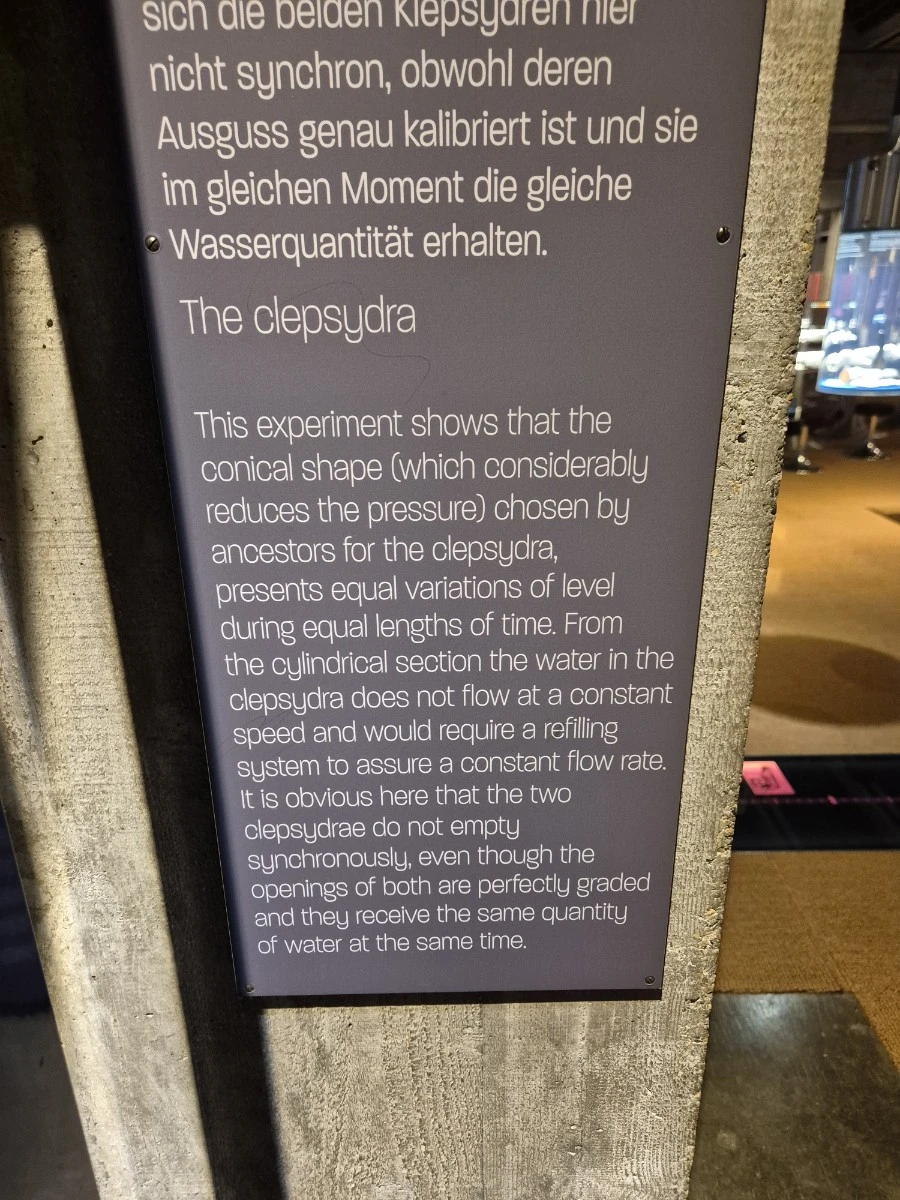 sich die beiden Klepsydren hier
nicht synchron, obwohl deren
Ausguss genau kalibriert ist und sie
im gleichen Moment die gleiche
Wasserquantität erhalten.
The clepsydra
This experiment shows that the
conical shape (which considerably
reduces the pressure) chosen by
ancestors for the clepsydra,
presents equal variations of level
during equal lengths of time. From
the cylindrical section the water in the
clepsydra does not flow at a constant
speed and would require a refilling
system to assure a constant flow rate.
It is obvious here that the two
clepsydrae do not empty
synchronously, even though the
openings of both are perfectly graded
and they receive the same quantity
of water at the same time.